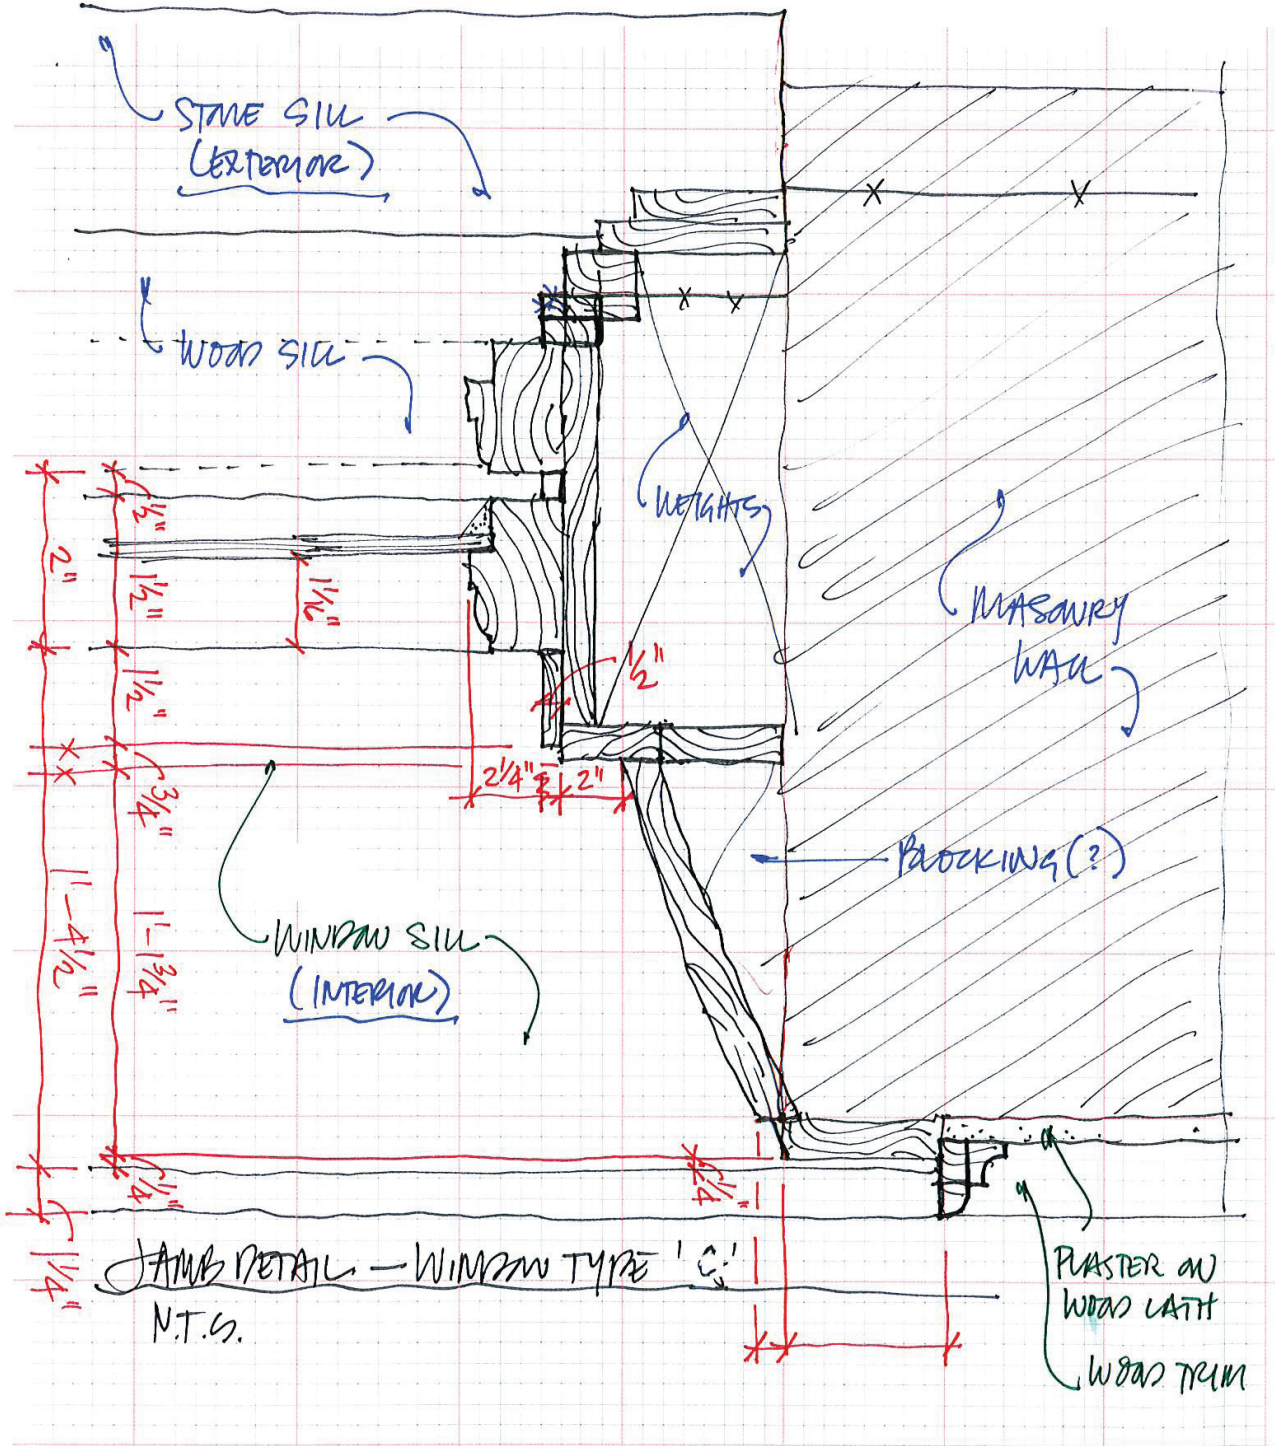 STONE SILL
(EXTERIOR)
WOOD SILL
WEIGHTS
MASONRY
WALL
1/2"
2"
1/2"
1 1/2"
1 1/16"
1 1/2"
3/4"
2 1/4"
2"
BLOCKING (?)
WINDOW SILL
(INTERIOR)
1'-4 1/2"
1'-1 3/4"
1/4"
1/4"
1 1/4"
JAMB DETAIL - WINDOW TYPE 'C'
N.T.S.
PLASTER ON
WOOD LATH
WOOD TRIM